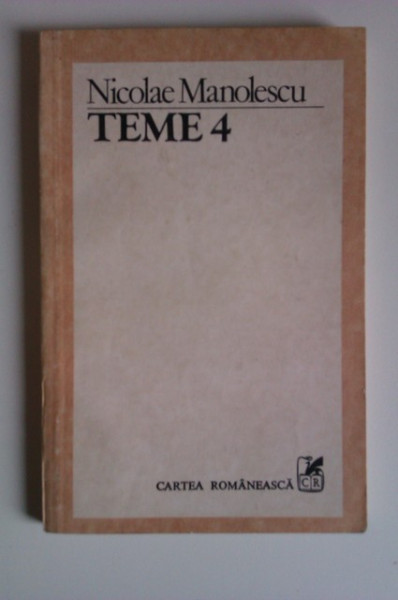 Nicolae Manolescu
TEME 4
CARTEA ROMÂNEASCĂ CR